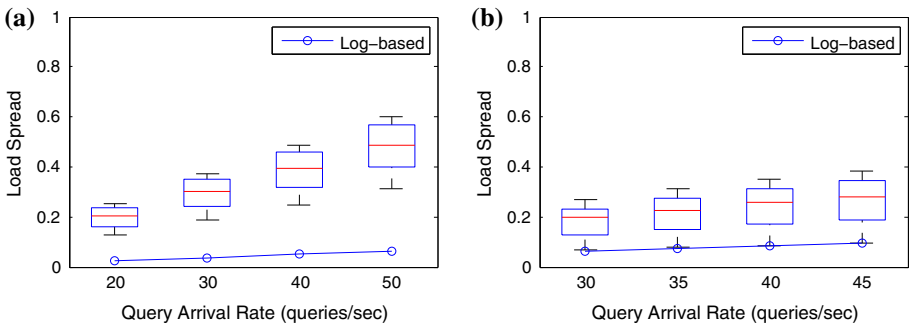 (a)
Load Spread
1
0.8
0.6
0.4
0.2
0
Log-based
20 30 40 50
Query Arrival Rate (queries/sec)
(b)
Load Spread
1
0.8
0.6
0.4
0.2
0
Log-based
30 35 40 45
Query Arrival Rate (queries/sec)